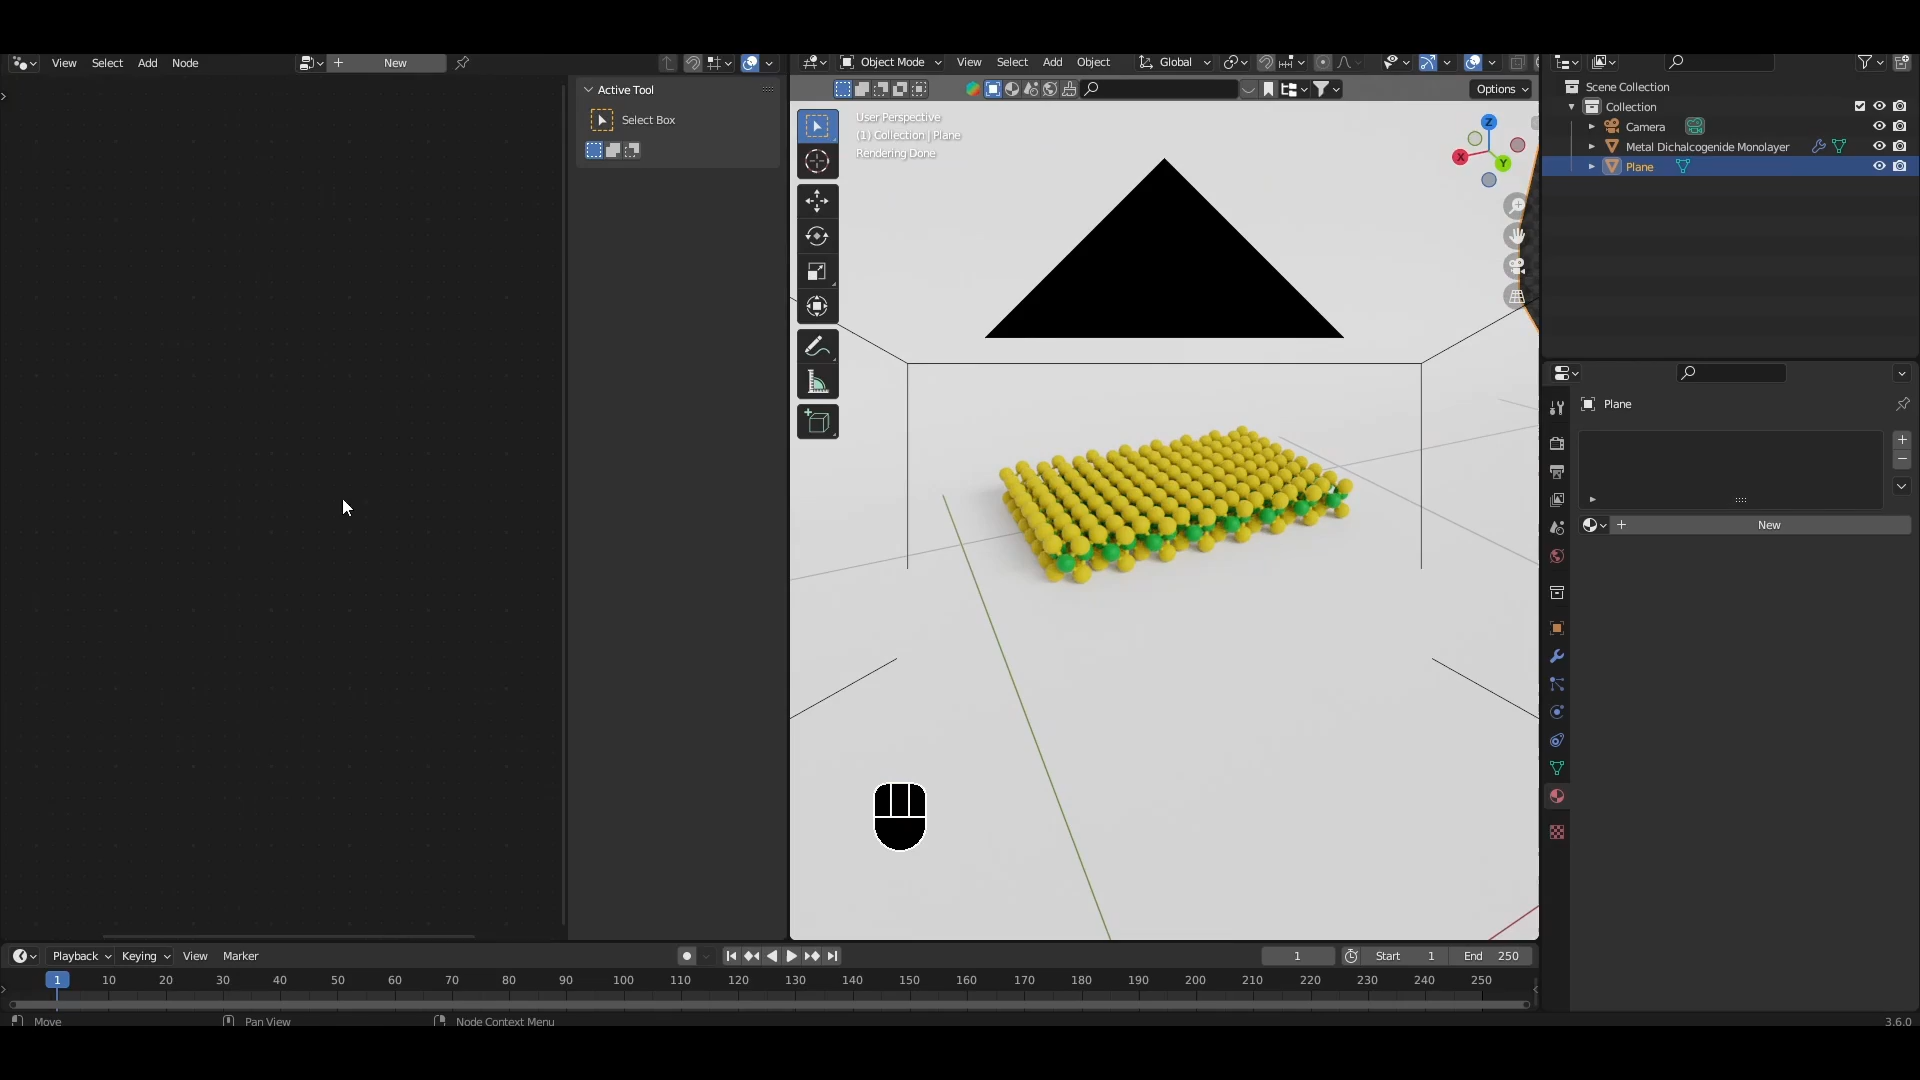 View Select Add Node
New
Active Tool
Select Box
Object Mode View Select Add Object Global
Options
User Perspective
(1) Collection | Plane
Rendering Done
Z
X
Y
Scene Collection
Collection
Camera
Metal Dichalcogenide Monolayer
Plane
Plane
New
Playback Keying View Marker
1 Start 1 End 250
1 10 20 30 40 50 60 70 80 90 100 110 120 130 140 150 160 170 180 190 200 210 220 230 240 250
Move Pan View Node Context Menu 3.6.0